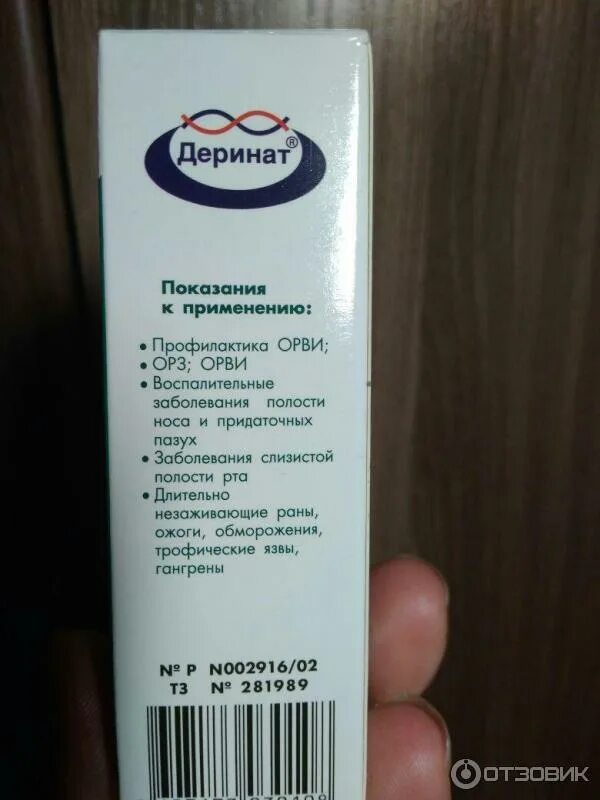 Деринат®
Показания
к применению:
• Профилактика ОРВИ;
• ОРЗ; ОРВИ
• Воспалительные
заболевания полости
носа и придаточных
пазух
• Заболевания слизистой
полости рта
• Длительно
незаживающие раны,
ожоги, обморожения,
трофические язвы,
гангрены
№ Р N002916/02
ТЗ № 281989
ОТЗОВИК